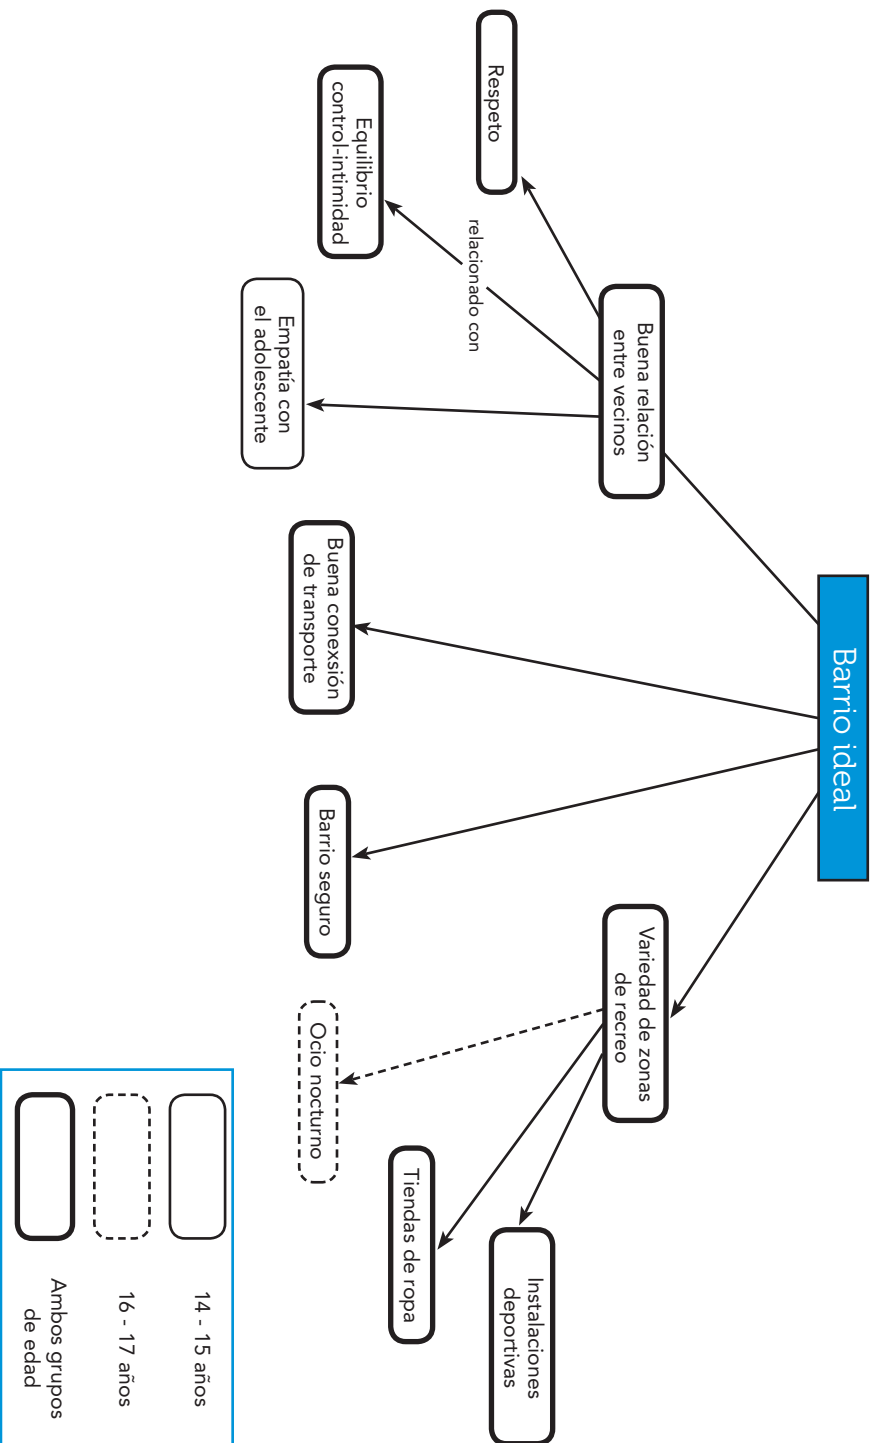 Barrio ideal
Buena relación
entre vecinos
Variedad de zonas
de recreo
Respeto
relacionado con
Equilibrio
control-intimidad
Empatía con
el adolescente
Buena conexsión
de transporte
Barrio seguro
Ocio nocturno
Tiendas de ropa
Instalaciones
deportivas
14 - 15 años
16 - 17 años
Ambos grupos
de edad